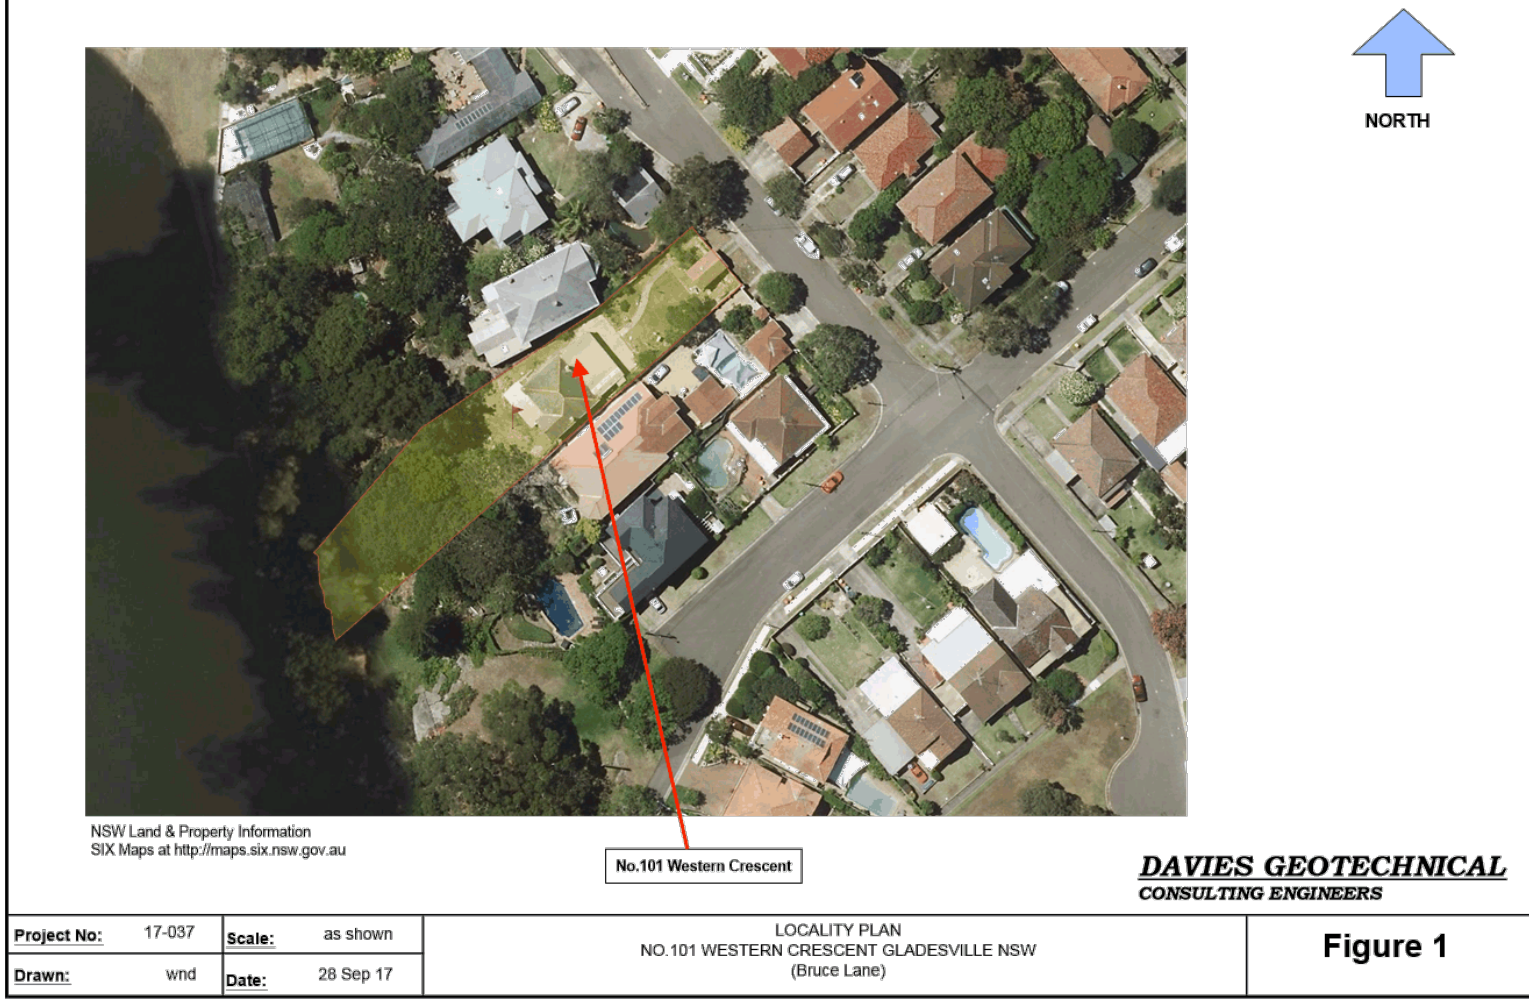 NORTH
NSW Land & Property Information
SIX Maps at http://maps.six.nsw.gov.au
No.101 Western Crescent
DAVIES GEOTECHNICAL
CONSULTING ENGINEERS
Project No: 17-037
Scale: as shown
LOCALITY PLAN
NO.101 WESTERN CRESCENT GLADESVILLE NSW
(Bruce Lane)
Figure 1
Drawn: wnd
Date: 28 Sep 17